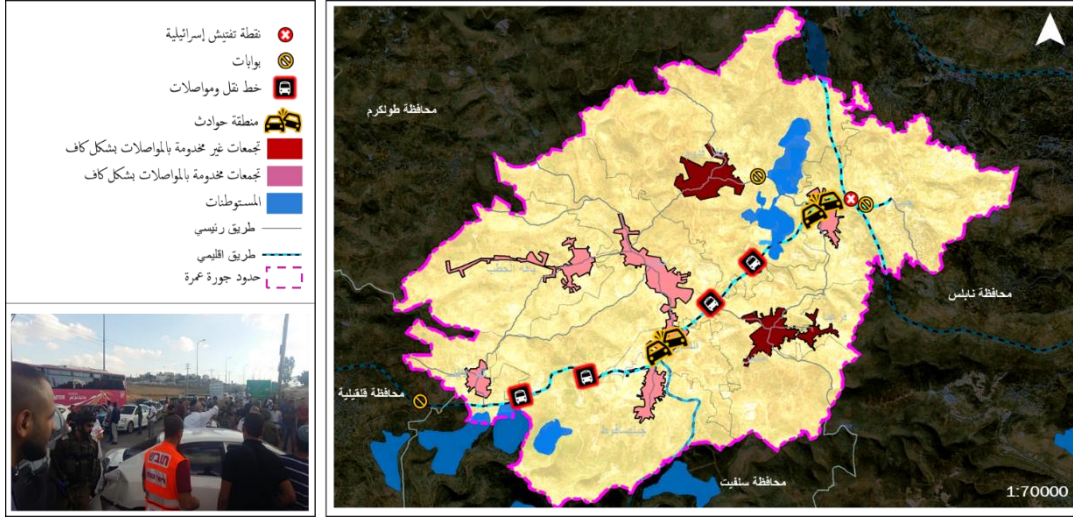 نقطة تفتيش إسرائيلية
بوابات
خط نقل ومواصلات
منطقة حوادث
تجمعات غير مخدومة بالمواصلات بشكل كاف
تجمعات مخدومة بالمواصلات بشكل كاف
المستوطنات
طريق رئيسي
طريق اقليمي
حدود جورة عمرة
محافظة طولكرم
محافظة نابلس
محافظة قلقيلية
محافظة سلفيت
1:70000